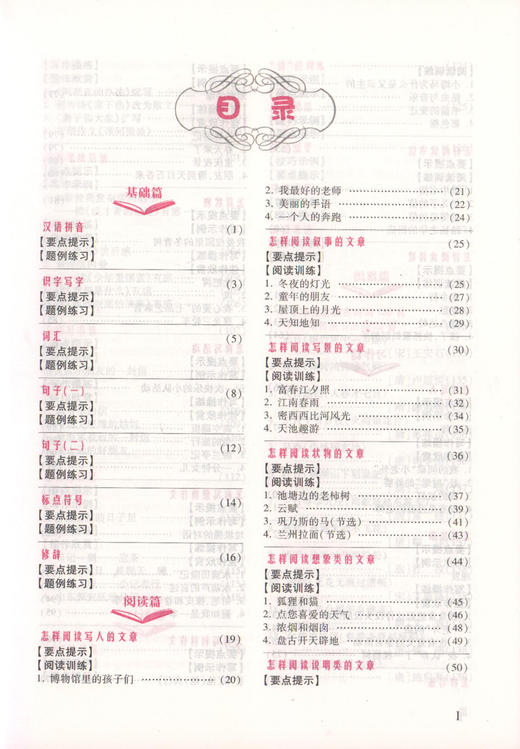 目 录
基础篇
汉语拼音 (1)
【要点提示】
【题例练习】
识字写字 (3)
【要点提示】
【题例练习】
词汇 (5)
【要点提示】
【题例练习】
句子(一) (8)
【要点提示】
【题例练习】
句子(二) (12)
【要点提示】
【题例练习】
标点符号 (14)
【要点提示】
【题例练习】
修辞 (16)
【要点提示】
【题例练习】
阅读篇
怎样阅读写人的文章 (19)
【要点提示】
【阅读训练】
1. 博物馆里的孩子们 (20)
2. 我最好的老师 (21)
3. 美丽的手语 (22)
4. 一个人的奔跑 (24)
怎样阅读叙事的文章 (25)
【要点提示】
【阅读训练】
1. 冬夜的灯光 (25)
2. 童年的朋友 (27)
3. 屋顶上的月光 (28)
4. 天知地知 (29)
怎样阅读写景的文章 (30)
【要点提示】
【阅读训练】
1. 富春江夕照 (31)
2. 江南春雨 (32)
3. 密西西比河风光 (34)
4. 天池趣游 (35)
怎样阅读状物的文章 (36)
【要点提示】
【阅读训练】
1. 池塘边的老柿树 (37)
2. 云赋 (39)
3. 巩乃斯的马(节选) (41)
4. 兰州拉面(节选) (43)
怎样阅读想象类的文章 (44)
【要点提示】
【阅读训练】
1. 狐狸和猫 (45)
2. 点您喜爱的天气 (46)
3. 浓烟和烟囱 (48)
4. 盘古开天辟地 (49)
怎样阅读说明类的文章 (50)
【要点提示】
I